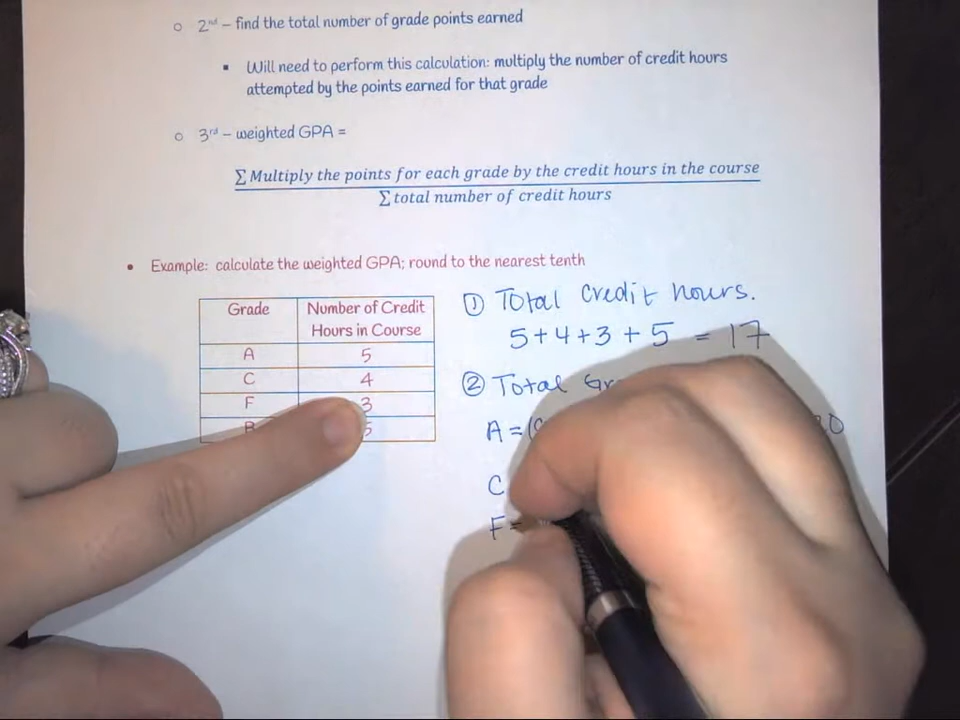 ○ 2nd – find the total number of grade points earned
▪ Will need to perform this calculation: multiply the number of credit hours
attempted by the points earned for that grade
○ 3rd – weighted GPA =
∑ Multiply the points for each grade by the credit hours in the course
∑ total number of credit hours
• Example: calculate the weighted GPA; round to the nearest tenth
Grade Number of Credit
Hours in Course
A 5
C 4
F 3
B 5
① Total credit hours.
5+4+3+5 = 17
② Total
A =
C
F=